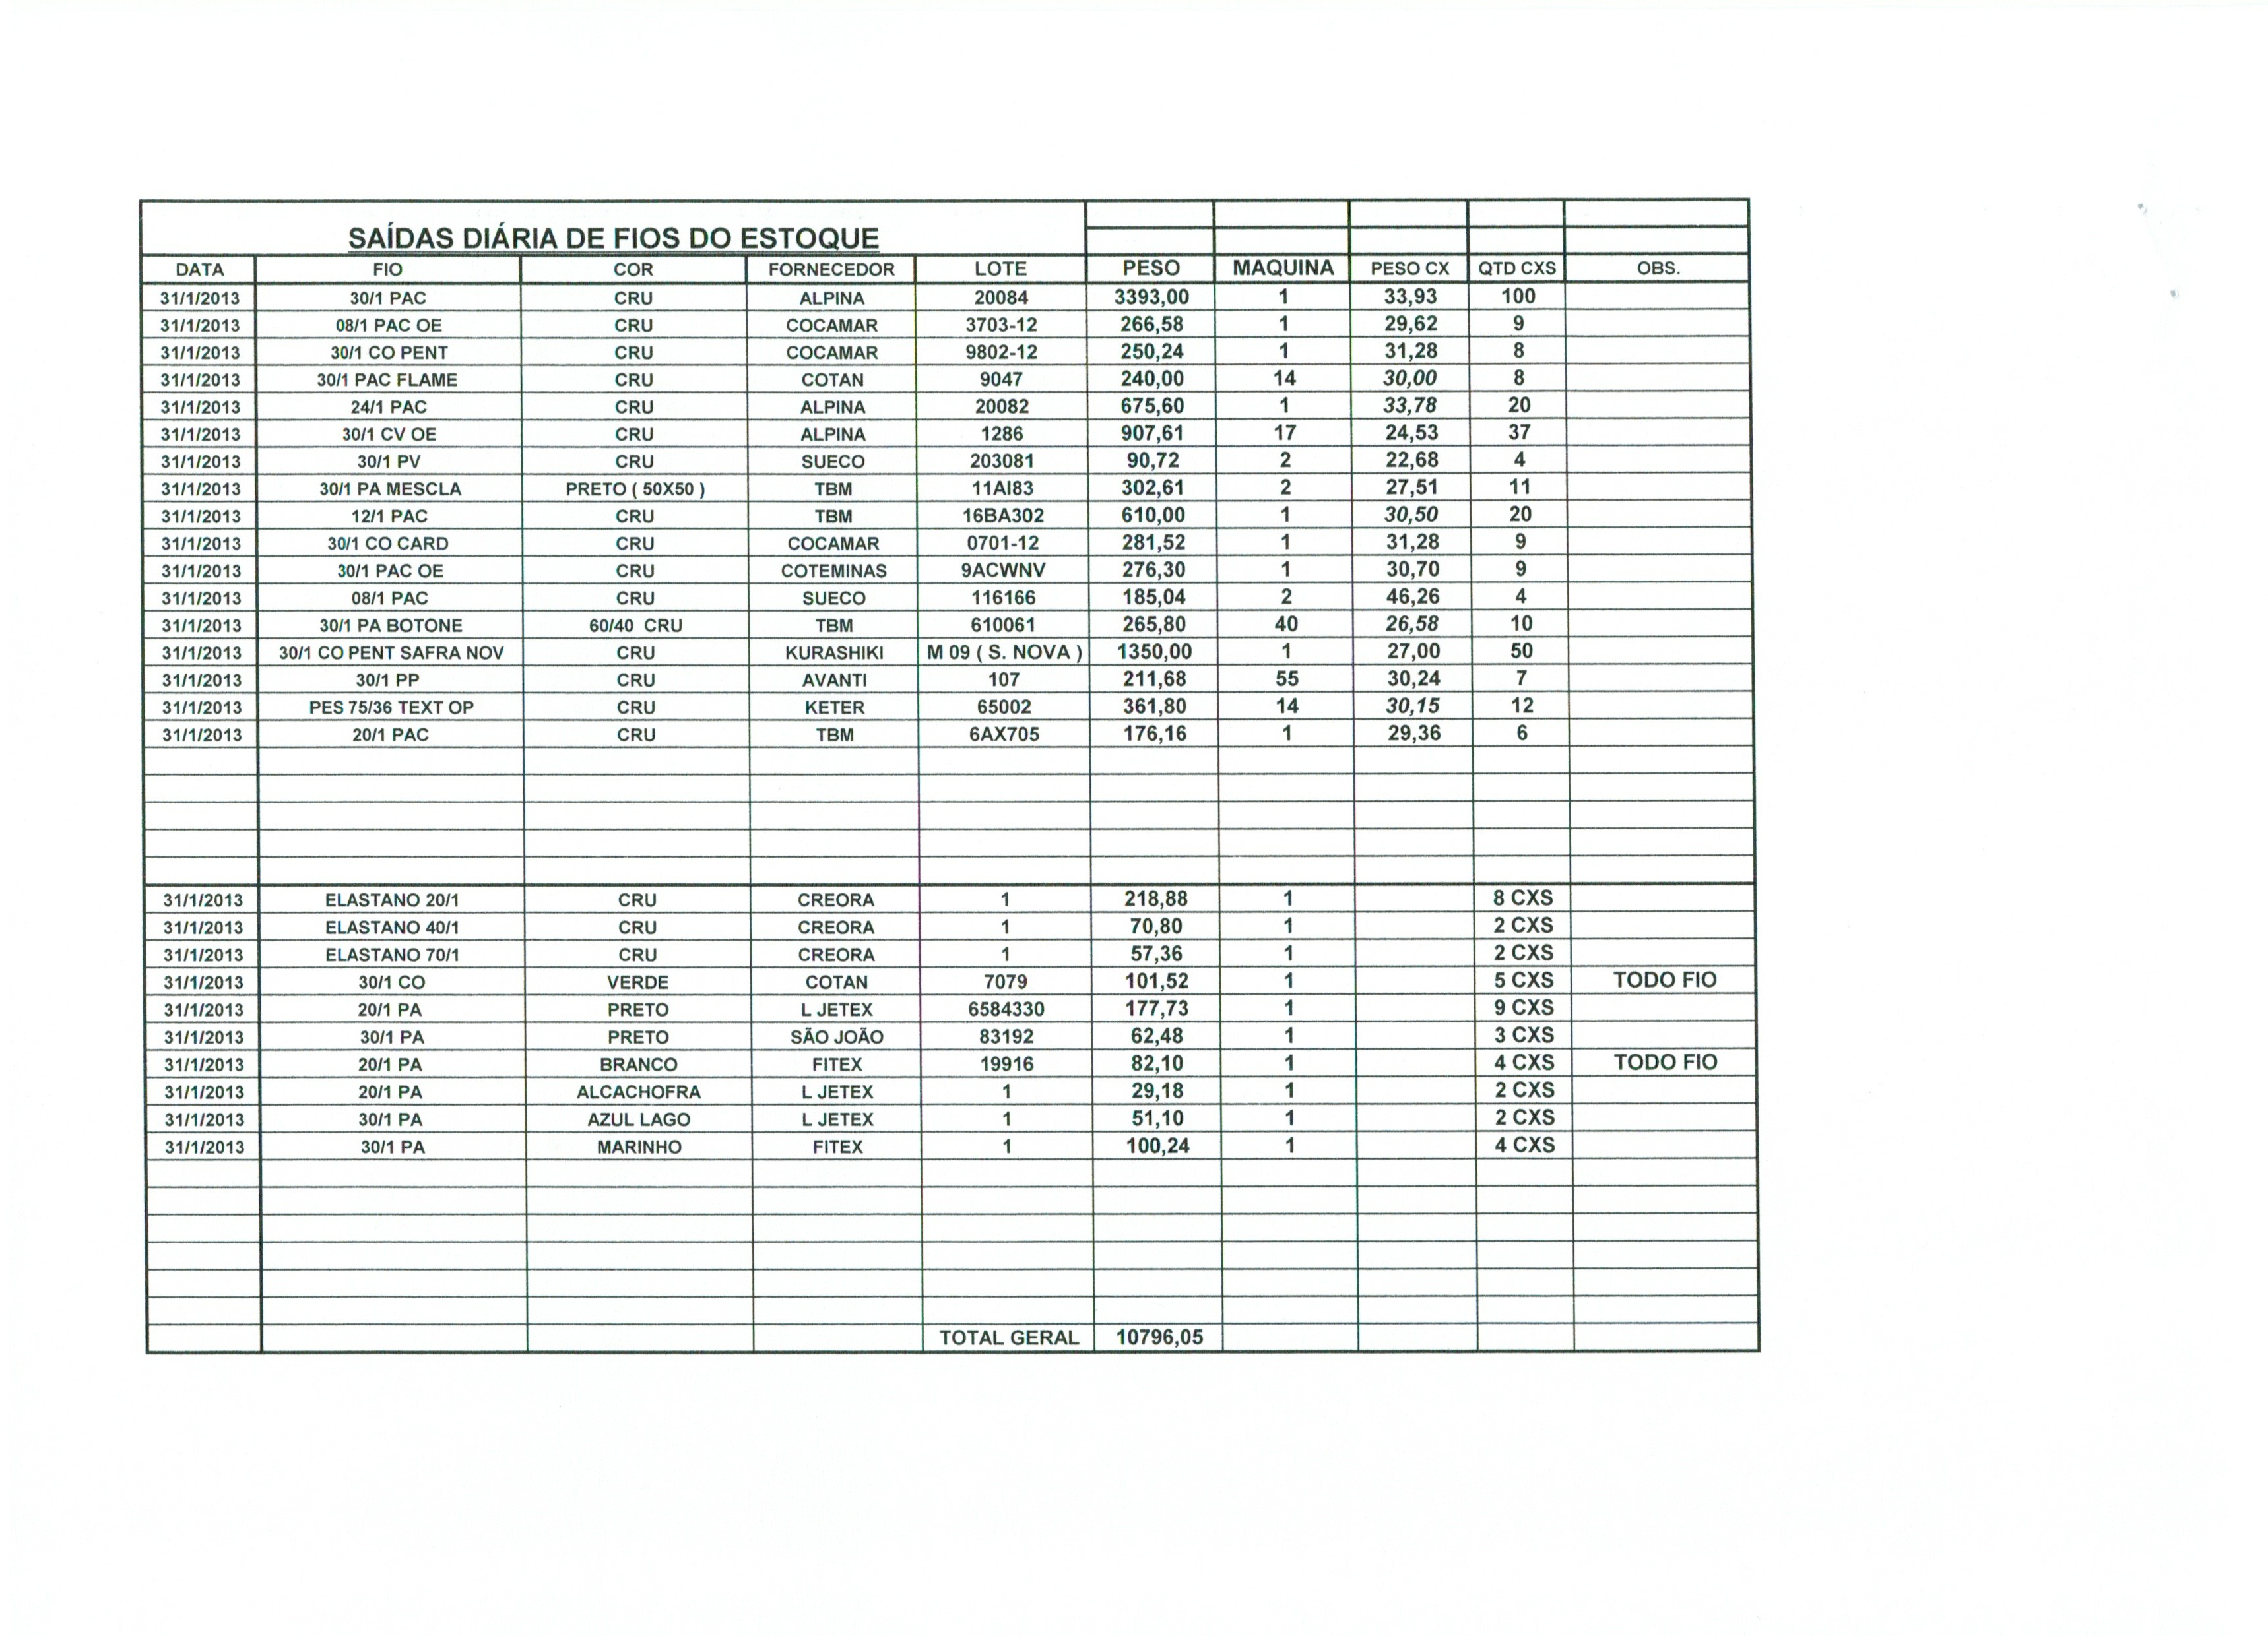 SAÍDAS DIÁRIA DE FIOS DO ESTOQUE
DATA FIO COR FORNECEDOR LOTE PESO MAQUINA PESO CX QTD CXS OBS.
31/1/2013 30/1 PAC CRU ALPINA 20084 3393,00 1 33,93 100
31/1/2013 08/1 PAC OE CRU COCAMAR 3703-12 266,58 1 29,62 9
31/1/2013 30/1 CO PENT CRU COCAMAR 9802-12 250,24 1 31,28 8
31/1/2013 30/1 PAC FLAME CRU COTAN 9047 240,00 14 30,00 8
31/1/2013 24/1 PAC CRU ALPINA 20082 675,60 1 33,78 20
31/1/2013 30/1 CV OE CRU ALPINA 1286 907,61 17 24,53 37
31/1/2013 30/1 PV CRU SUECO 203081 90,72 2 22,68 4
31/1/2013 30/1 PA MESCLA PRETO ( 50X50 ) TBM 11AI83 302,61 2 27,51 11
31/1/2013 12/1 PAC CRU TBM 16BA302 610,00 1 30,50 20
31/1/2013 30/1 CO CARD CRU COCAMAR 0701-12 281,52 1 31,28 9
31/1/2013 30/1 PAC OE CRU COTEMINAS 9ACWNV 276,30 1 30,70 9
31/1/2013 08/1 PAC CRU SUECO 116166 185,04 2 46,26 4
31/1/2013 30/1 PA BOTONE 60/40 CRU TBM 610061 265,80 40 26,58 10
31/1/2013 30/1 CO PENT SAFRA NOV CRU KURASHIKI M 09 ( S. NOVA ) 1350,00 1 27,00 50
31/1/2013 30/1 PP CRU AVANTI 107 211,68 55 30,24 7
31/1/2013 PES 75/36 TEXT OP CRU KETER 65002 361,80 14 30,15 12
31/1/2013 20/1 PAC CRU TBM 6AX705 176,16 1 29,36 6
31/1/2013 ELASTANO 20/1 CRU CREORA 1 218,88 1 8 CXS
31/1/2013 ELASTANO 40/1 CRU CREORA 1 70,80 1 2 CXS
31/1/2013 ELASTANO 70/1 CRU CREORA 1 57,36 1 2 CXS
31/1/2013 30/1 CO VERDE COTAN 7079 101,52 1 5 CXS TODO FIO
31/1/2013 20/1 PA PRETO L JETEX 6584330 177,73 1 9 CXS
31/1/2013 30/1 PA PRETO SÃO JOÃO 83192 62,48 1 3 CXS
31/1/2013 20/1 PA BRANCO FITEX 19916 82,10 1 4 CXS TODO FIO
31/1/2013 20/1 PA ALCACHOFRA L JETEX 1 29,18 1 2 CXS
31/1/2013 30/1 PA AZUL LAGO L JETEX 1 51,10 1 2 CXS
31/1/2013 30/1 PA MARINHO FITEX 1 100,24 1 4 CXS
TOTAL GERAL 10796,05